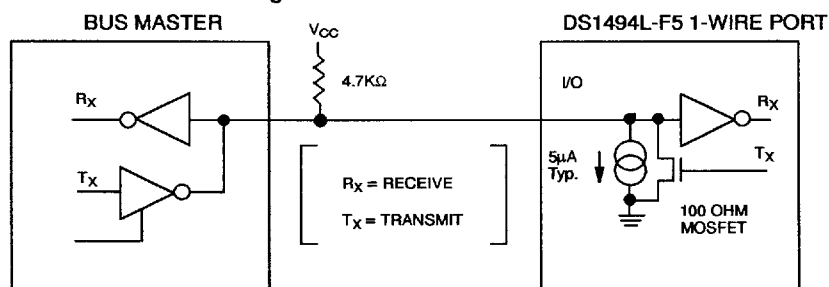 BUS MASTER
VCC
DS1494L-F5 1-WIRE PORT
4.7KΩ
I/O
RX
RX
TX
TX
5μA
Typ.
RX = RECEIVE
TX = TRANSMIT
100 OHM
MOSFET